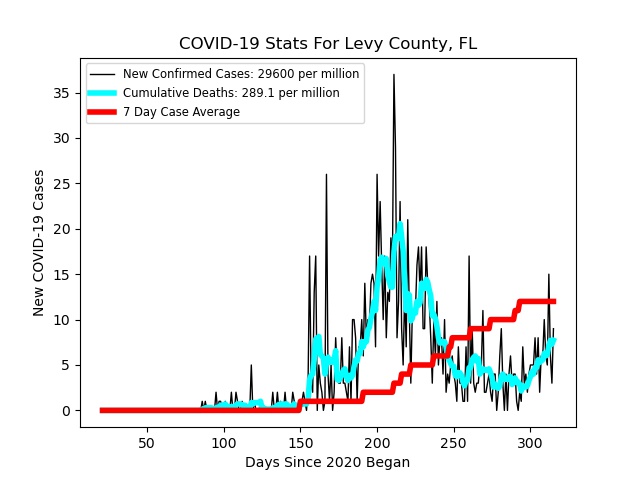 COVID-19 Stats For Levy County, FL
New Confirmed Cases: 29600 per million
Cumulative Deaths: 289.1 per million
7 Day Case Average
New COVID-19 Cases
35
30
25
20
15
10
5
0
50 100 150 200 250 300
Days Since 2020 Began